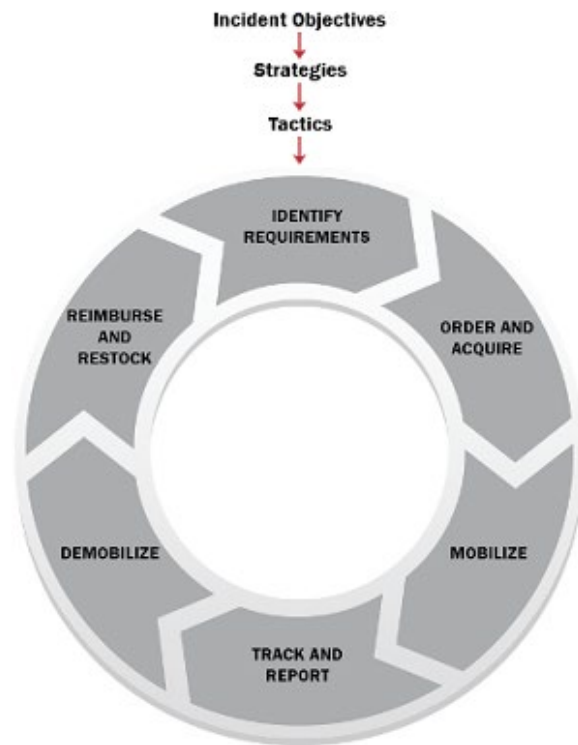 Incident Objectives
Strategies
Tactics
IDENTIFY
REQUIREMENTS
ORDER AND
ACQUIRE
MOBILIZE
TRACK AND
REPORT
DEMOBILIZE
REIMBURSE
AND
RESTOCK